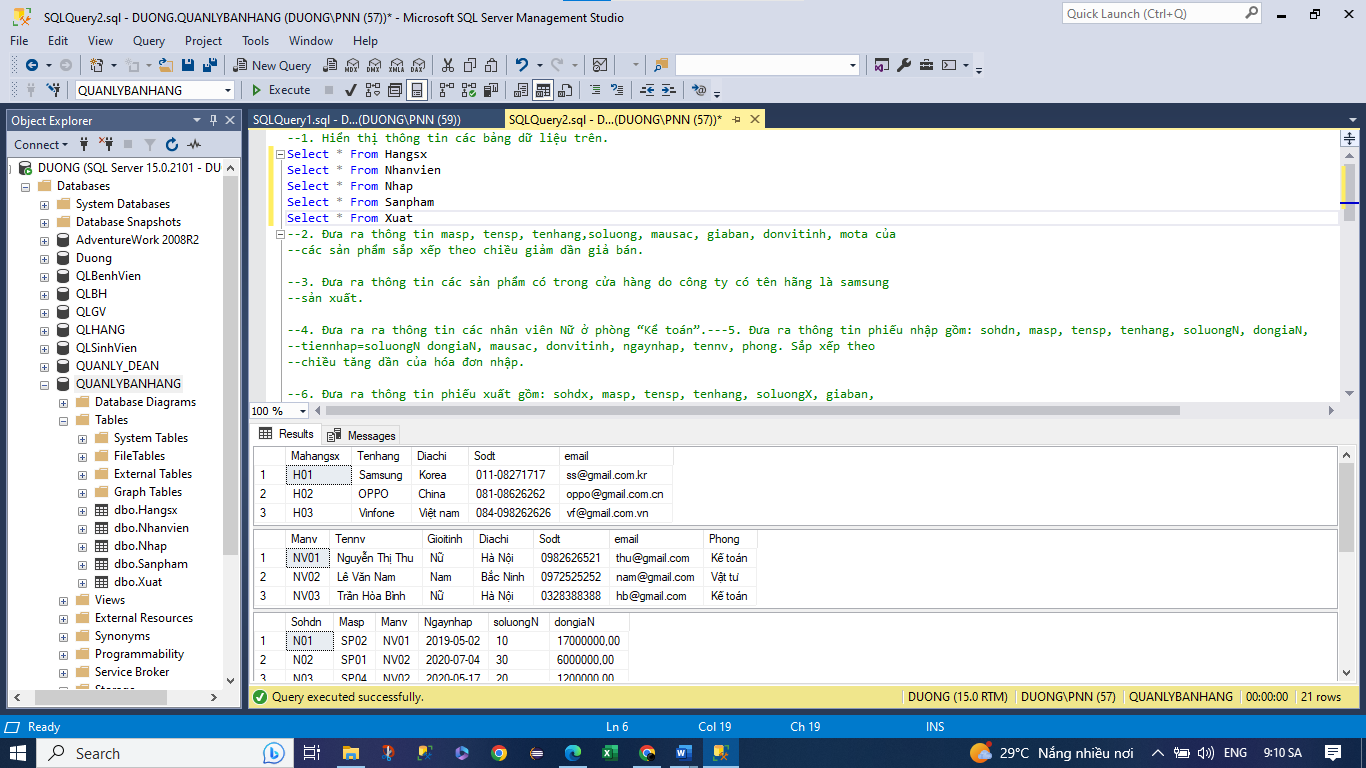 SQLQuery2.sql - DUONG.QUANLYBANHANG (DUONG\PNN (57))* - Microsoft SQL Server Management Studio
Quick Launch (Ctrl+Q)
File Edit View Query Project Tools Window Help
New Query
MDX DMX XMLA DAX
QUANLYBANHANG Execute
Object Explorer
SQLQuery1.sql - D...(DUONG\PNN (59)) SQLQuery2.sql - D...(DUONG\PNN (57))*
Connect
DUONG (SQL Server 15.0.2101 - DU
Databases
System Databases
Database Snapshots
AdventureWork 2008R2
Duong
QLBenhVien
QLBH
QLGV
QLHANG
QLSinhVien
QUANLY_DEAN
QUANLYBANHANG
Database Diagrams
Tables
System Tables
FileTables
External Tables
Graph Tables
dbo.Hangsx
dbo.Nhanvien
dbo.Nhap
dbo.Sanpham
dbo.Xuat
Views
External Resources
Synonyms
Programmability
Service Broker
Storage
--1. Hiển thị thông tin các bảng dữ liệu trên.
Select * From Hangsx
Select * From Nhanvien
Select * From Nhap
Select * From Sanpham
Select * From Xuat
--2. Đưa ra thông tin masp, tensp, tenhang,soluong, mausac, giaban, donvitinh, mota của
--các sản phẩm sắp xếp theo chiều giảm dần giá bán.
--3. Đưa ra thông tin các sản phẩm có trong cửa hàng do công ty có tên hãng là samsung
--sản xuất.
--4. Đưa ra ra thông tin các nhân viên Nữ ở phòng “Kế toán”.---5. Đưa ra thông tin phiếu nhập gồm: sohdn, masp, tensp, tenhang, soluongN, dongiaN,
--tiennhap=soluongN dongiaN, mausac, donvitinh, ngaynhap, tennv, phong. Sắp xếp theo
--chiều tăng dần của hóa đơn nhập.
--6. Đưa ra thông tin phiếu xuất gồm: sohdx, masp, tensp, tenhang, soluongX, giaban,
100 %
Results Messages
Mahangsx Tenhang Diachi Sodt email
1 H01 Samsung Korea 011-08271717 ss@gmail.com.kr
2 H02 OPPO China 081-08626262 oppo@gmail.com.cn
3 H03 Vinfone Việt nam 084-098262626 vf@gmail.com.vn
Manv Tennv Gioitinh Diachi Sodt email Phong
1 NV01 Nguyễn Thị Thu Nữ Hà Nội 0982626521 thu@gmail.com Kế toán
2 NV02 Lê Văn Nam Nam Bắc Ninh 0972525252 nam@gmail.com Vật tư
3 NV03 Trần Hòa Bình Nữ Hà Nội 0328388388 hb@gmail.com Kế toán
Sohdn Masp Manv Ngaynhap soluongN dongiaN
1 N01 SP02 NV01 2019-05-02 10 17000000,00
2 N02 SP01 NV02 2020-07-04 30 6000000,00
3 N03 SP04 NV02 2020-05-17 20 1200000,00
Query executed successfully. DUONG (15.0 RTM) DUONG\PNN (57) QUANLYBANHANG 00:00:00 21 rows
Ready Ln 6 Col 19 Ch 19 INS
Search 29°C Nắng nhiều nơi ENG 9:10 SA